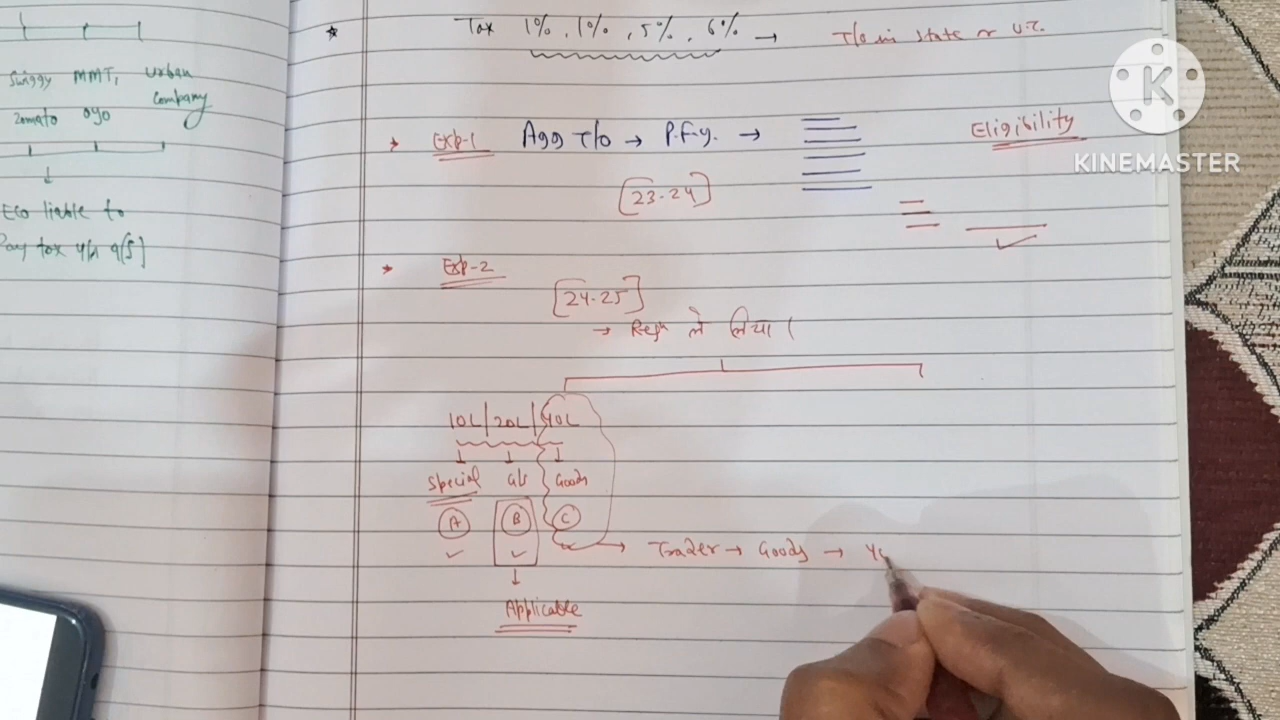 Swiggy MMT, Urban
Zomato oyo Company
Eco liable to
Pay tax u/s 9(5)
Tax 1%, 1%, 5%, 6% → T/o in state or U.T.
Exp-1 Agg T/o → P.F.y. → Eligibility
[23-24]
Exp-2
[24-25]
→ Regn ले लिया (
10L | 20L | 40L
Special G/s Goods
A B C
Trader → Goods → 40
Applicable
K
KINEMASTER